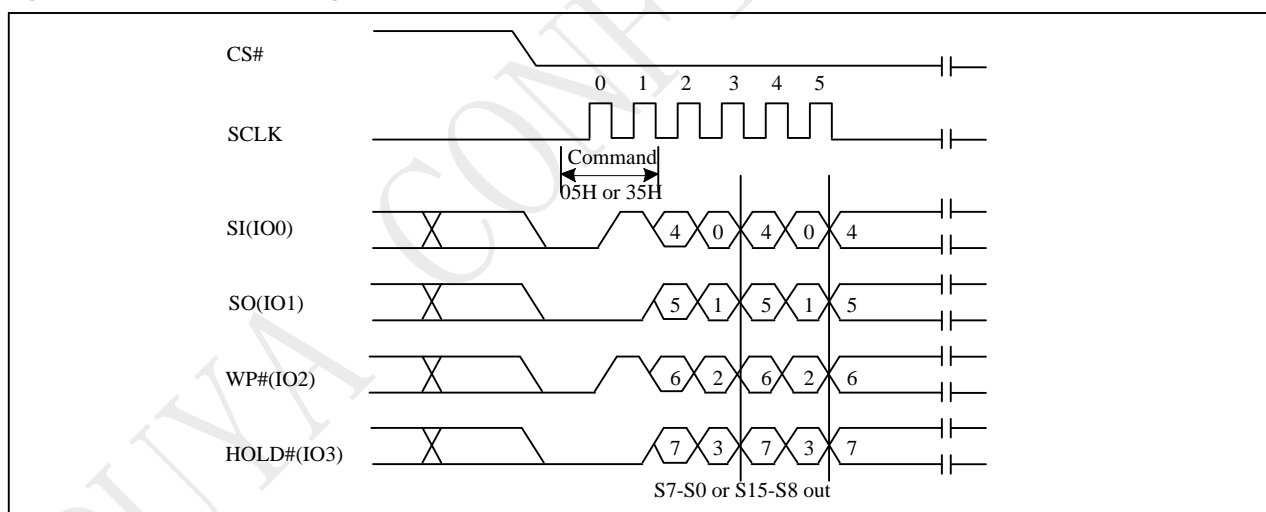 CS#
0 1 2 3 4 5
SCLK
Command
05H or 35H
SI(IO0) 4 0 4 0 4
SO(IO1) 5 1 5 1 5
WP#(IO2) 6 2 6 2 6
HOLD#(IO3) 7 3 7 3 7
S7-S0 or S15-S8 out
PUYA CONF